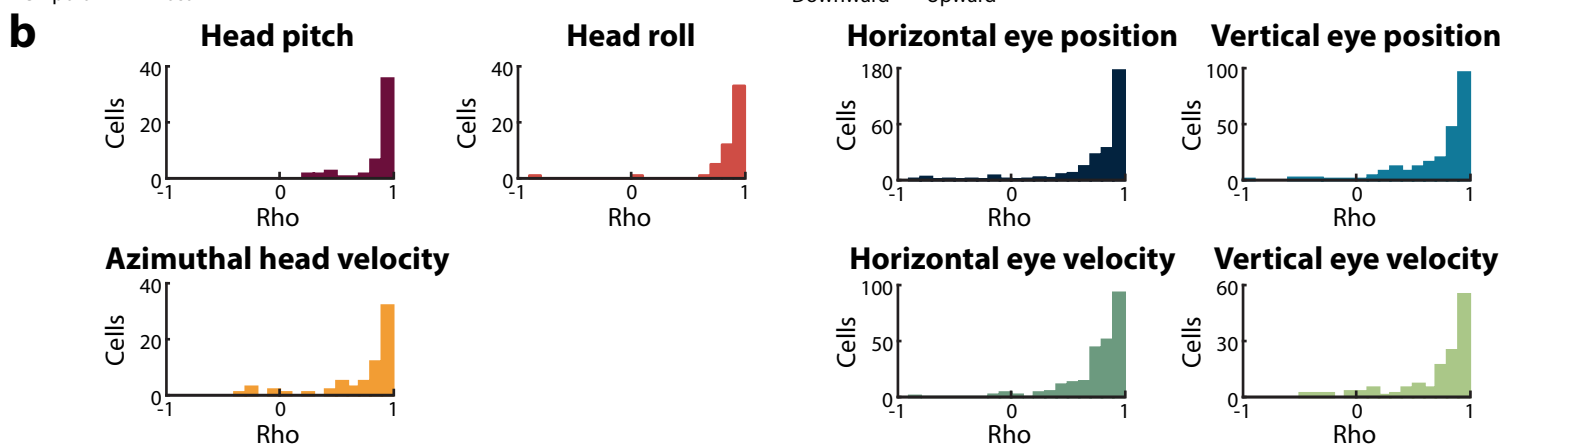 Downward Upward
b
Head pitch
Head roll
Horizontal eye position
Vertical eye position
40
20
0
Cells
-1 0 1
Rho
40
20
0
Cells
-1 0 1
Rho
180
60
0
Cells
-1 0 1
Rho
100
50
0
Cells
-1 0 1
Rho
Azimuthal head velocity
Horizontal eye velocity
Vertical eye velocity
40
20
0
Cells
-1 0 1
Rho
100
50
0
Cells
-1 0 1
Rho
60
30
0
Cells
-1 0 1
Rho